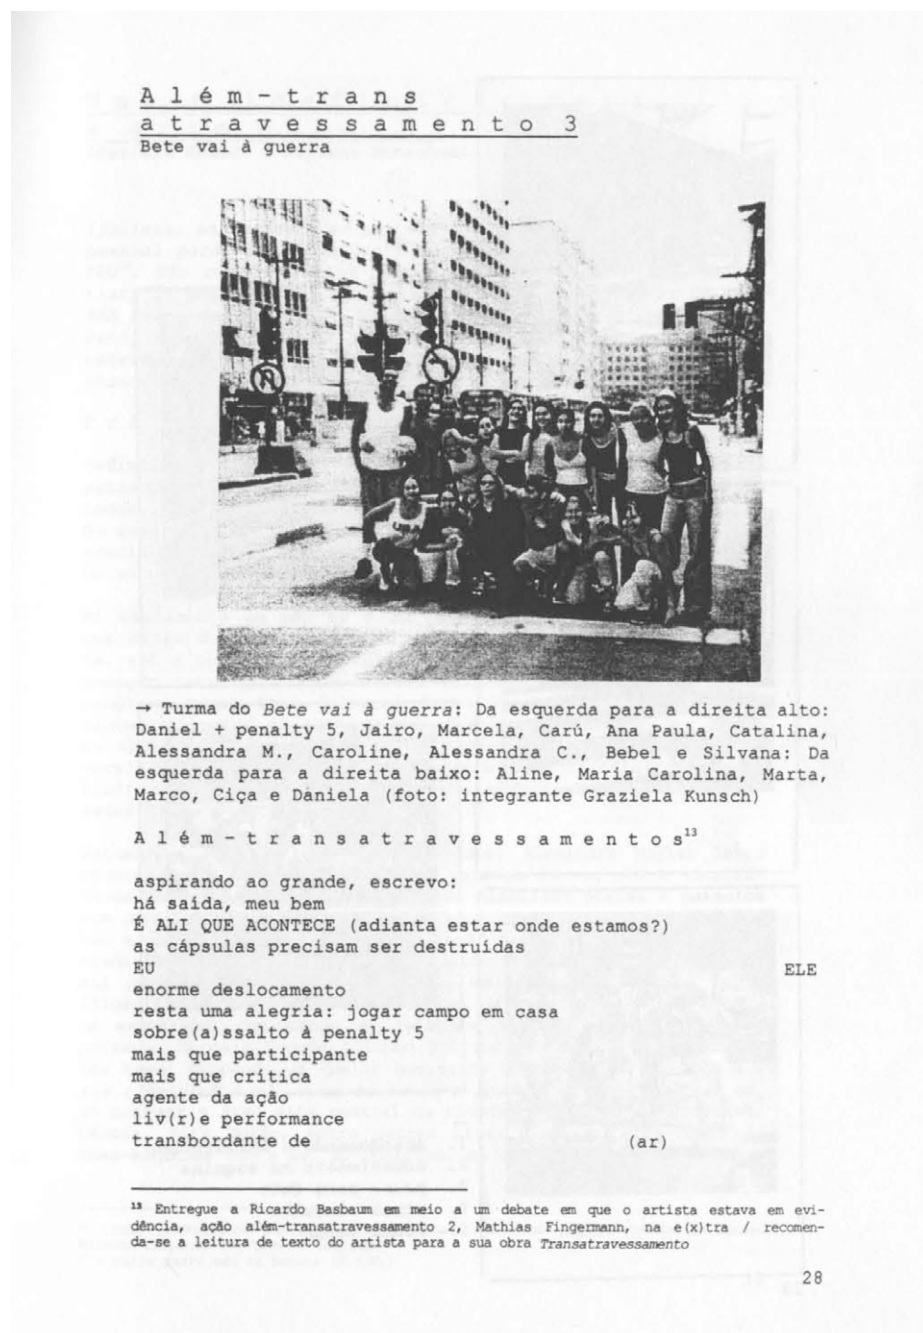 Além-trans
atravessamento 3
Bete vai à guerra
→ Turma do Bete vai à guerra: Da esquerda para a direita alto:
Daniel + penalty 5, Jairo, Marcela, Carú, Ana Paula, Catalina,
Alessandra M., Caroline, Alessandra C., Bebel e Silvana: Da
esquerda para a direita baixo: Aline, Maria Carolina, Marta,
Marco, Ciça e Daniela (foto: integrante Graziela Kunsch)
Além-transatravessamentos¹³
aspirando ao grande, escrevo:
há saída, meu bem
É ALI QUE ACONTECE (adianta estar onde estamos?)
as cápsulas precisam ser destruídas
EU ELE
enorme deslocamento
resta uma alegria: jogar campo em casa
sobre(a)ssalto à penalty 5
mais que participante
mais que crítica
agente da ação
liv(r)e performance
transbordante de (ar)
¹³ Entregue a Ricardo Basbaum em meio a um debate em que o artista estava em evi-
dência, ação além-transatravessamento 2, Mathias Fingermann, na e(x)tra / recomen-
da-se a leitura de texto do artista para a sua obra Transatravessamento
28